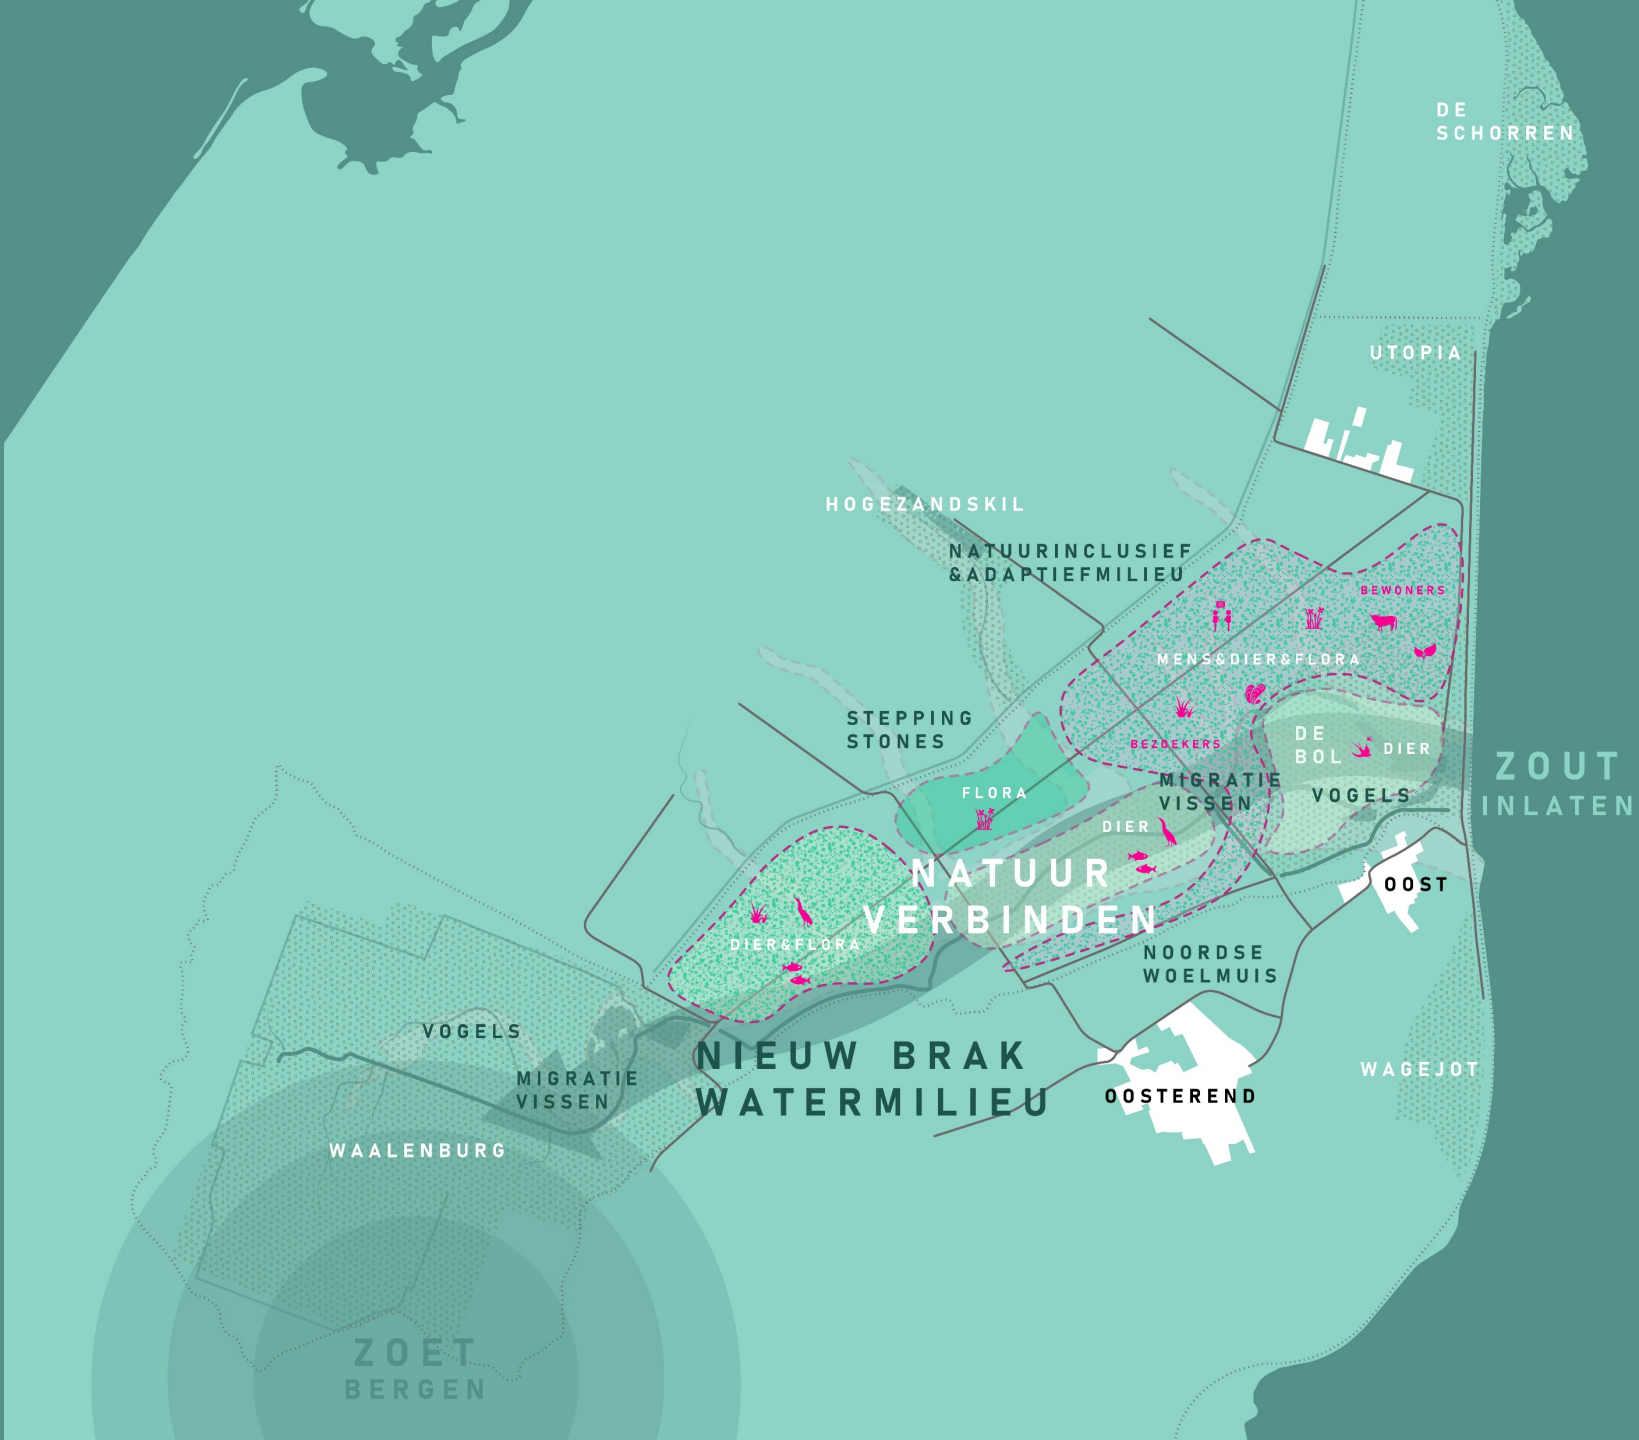 DE
SCHORREN
UTOPIA
HOGEZANDSKIL
NATUURINCLUSIEF
&ADAPTIEFMILIEU
BEWONERS
MENS&DIER&FLORA
STEPPING
STONES
BEZOEKERS
DE
BOL
DIER
ZOUT
INLATEN
MIGRATIE
VISSEN
VOGELS
FLORA
DIER
NATUUR
VERBINDEN
OOST
DIER&FLORA
NOORDSE
WOELMUIS
VOGELS
NIEUW BRAK
WATERMILIEU
MIGRATIE
VISSEN
WAGEJOT
OOSTEREND
WAALENBURG
ZOET
BERGEN